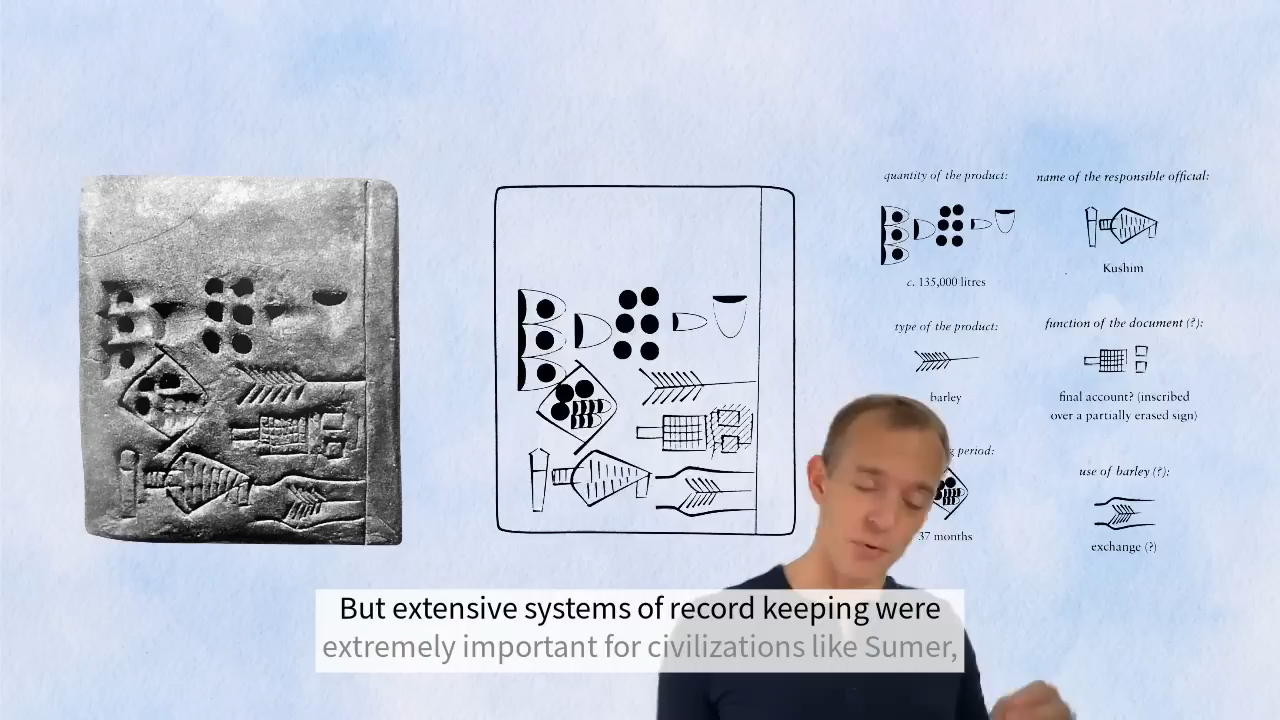 quantity of the product:
c. 135,000 litres
name of the responsible official:
Kushim
type of the product:
barley
function of the document (?):
final account? (inscribed
over a partially erased sign)
period:
37 months
use of barley (?):
exchange (?)
But extensive systems of record keeping were
extremely important for civilizations like Sumer,